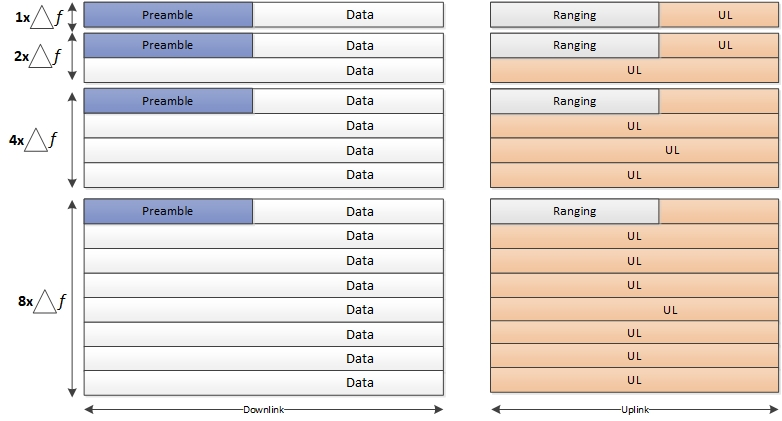 1x△f Preamble Data Ranging UL
2x△f Preamble Data Ranging UL
Data UL
4x△f Preamble Data Ranging
Data UL
Data UL
Data UL
8x△f Preamble Data Ranging
Data UL
Data UL
Data UL
Data UL
Data UL
Data UL
Data UL
Downlink Uplink